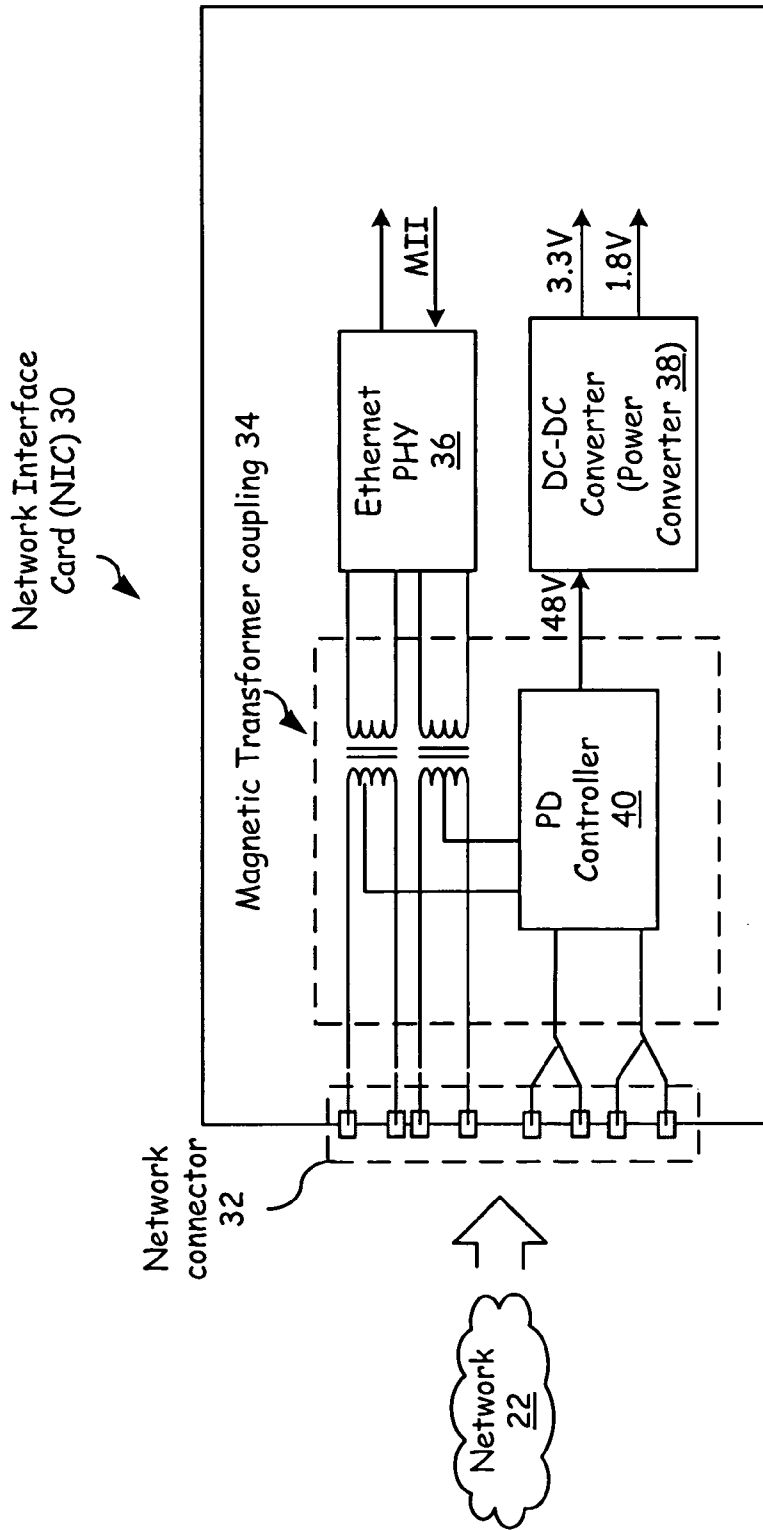 Network Interface
Card (NIC) 30
Network
connector
32
Magnetic Transformer coupling 34
Ethernet
PHY
36
MII
Network
22
PD
Controller
40
48V
DC-DC
Converter
(Power
Converter 38)
3.3V
1.8V